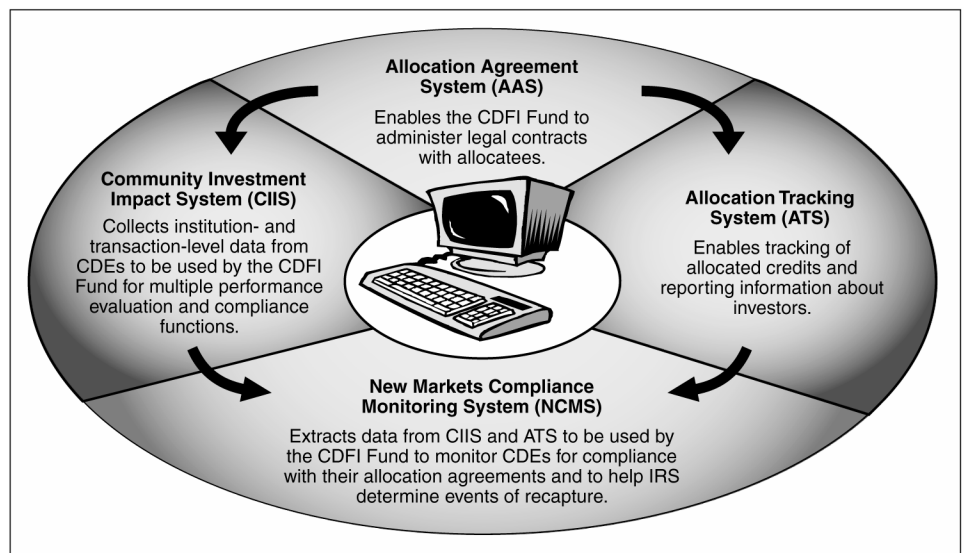 Allocation Agreement
System (AAS)
Enables the CDFI Fund to
administer legal contracts
with allocatees.
Community Investment
Impact System (CIIS)
Collects institution- and
transaction-level data from
CDEs to be used by the CDFI
Fund for multiple performance
evaluation and compliance
functions.
Allocation Tracking
System (ATS)
Enables tracking of
allocated credits and
reporting information about
investors.
New Markets Compliance
Monitoring System (NCMS)
Extracts data from CIIS and ATS to be used by
the CDFI Fund to monitor CDEs for compliance
with their allocation agreements and to help IRS
determine events of recapture.